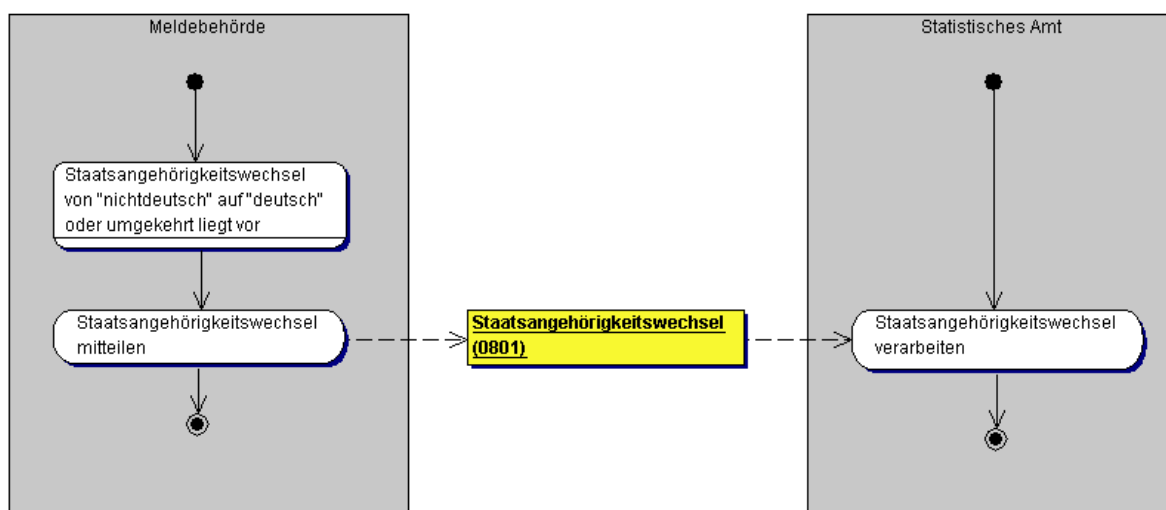 Meldebehörde
Statistisches Amt
Staatsangehörigkeitswechsel
von "nichtdeutsch" auf "deutsch"
oder umgekehrt liegt vor
Staatsangehörigkeitswechsel
mitteilen
Staatsangehörigkeitswechsel
(0801)
Staatsangehörigkeitswechsel
verarbeiten